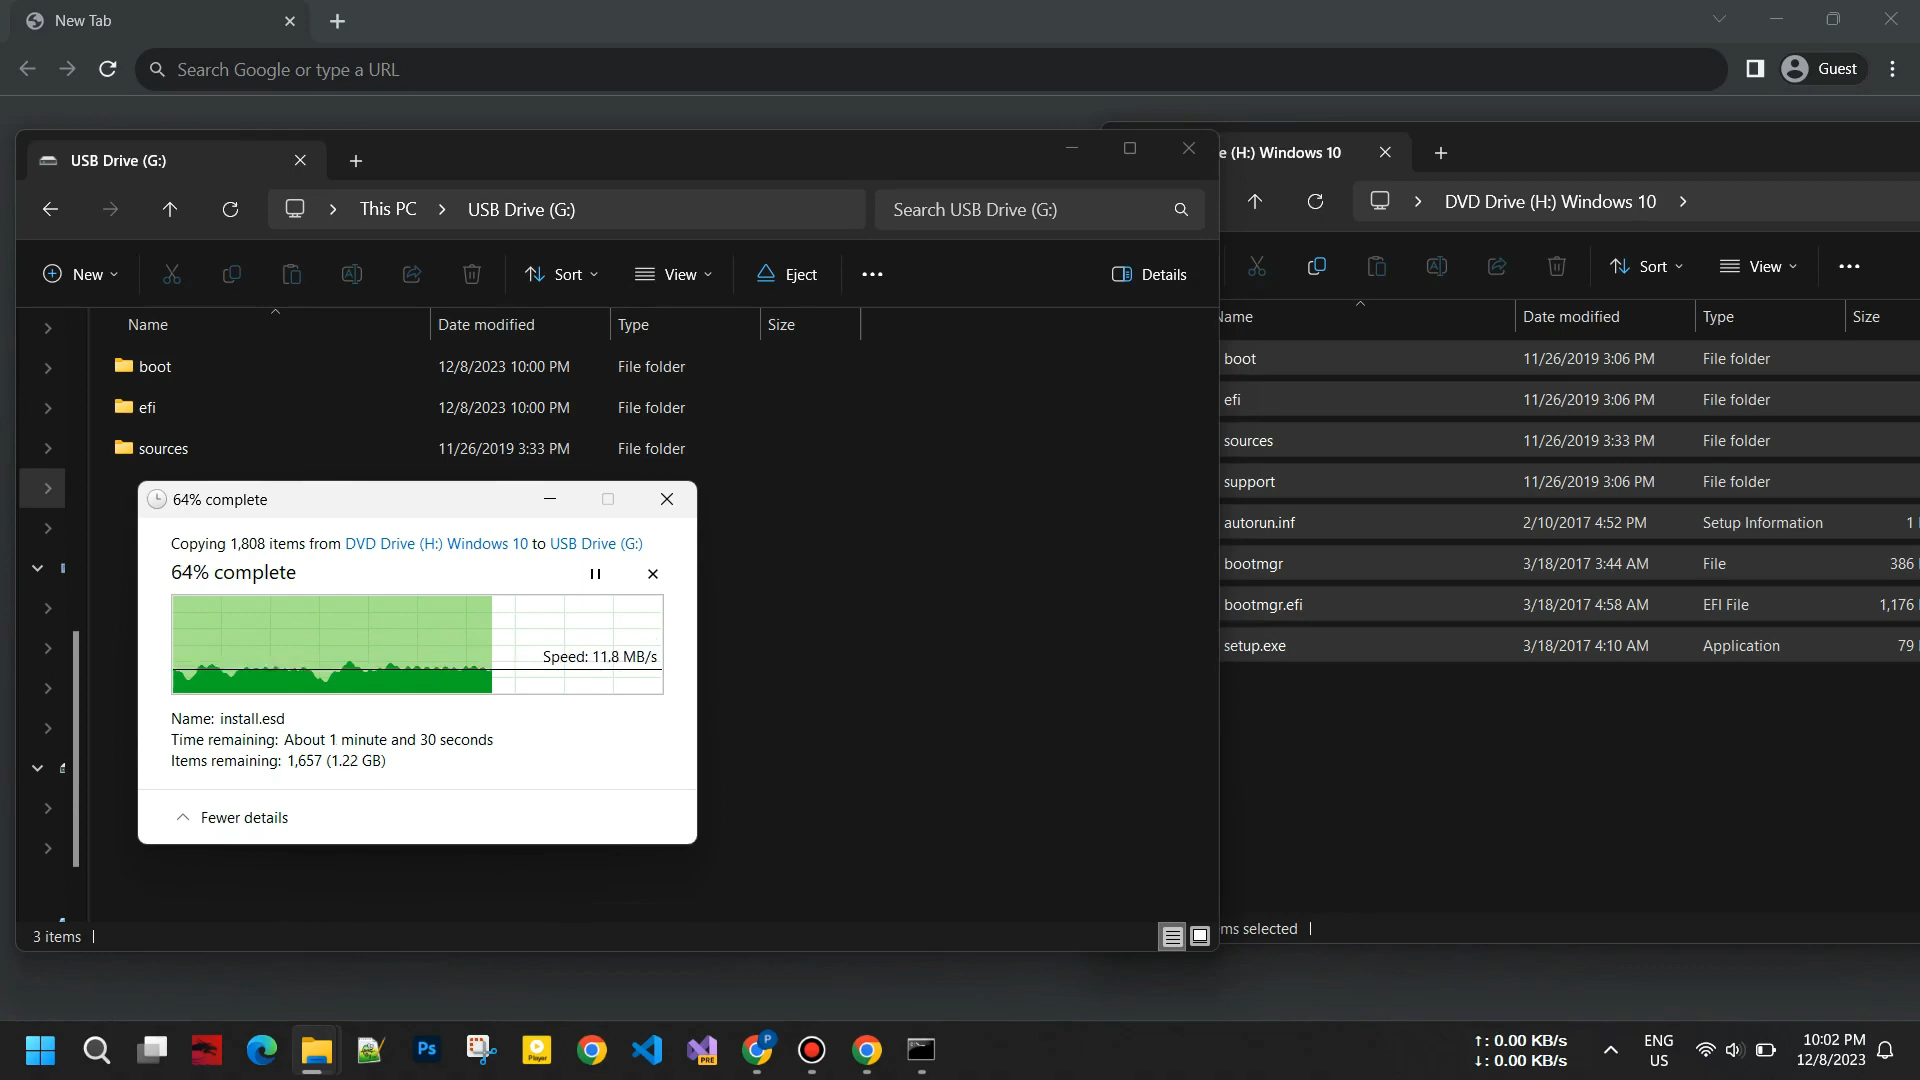 New Tab
Search Google or type a URL
Guest
USB Drive (G:)
This PC
USB Drive (G:)
Search USB Drive (G:)
New
Sort
View
Eject
Details
Name
Date modified
Type
Size
boot
12/8/2023 10:00 PM
File folder
efi
12/8/2023 10:00 PM
File folder
sources
11/26/2019 3:33 PM
File folder
64% complete
Copying 1,808 items from DVD Drive (H:) Windows 10 to USB Drive (G:)
64% complete
Speed: 11.8 MB/s
Name: install.esd
Time remaining: About 1 minute and 30 seconds
Items remaining: 1,657 (1.22 GB)
Fewer details
3 items
e (H:) Windows 10
DVD Drive (H:) Windows 10
Sort
View
Name
Date modified
Type
Size
boot
11/26/2019 3:06 PM
File folder
efi
11/26/2019 3:06 PM
File folder
sources
11/26/2019 3:33 PM
File folder
support
11/26/2019 3:06 PM
File folder
autorun.inf
2/10/2017 4:52 PM
Setup Information
1
bootmgr
3/18/2017 3:44 AM
File
386
bootmgr.efi
3/18/2017 4:58 AM
EFI File
1,176
setup.exe
3/18/2017 4:10 AM
Application
79
ms selected
Ps
Player
PRE
P
↑: 0.00 KB/s
↓: 0.00 KB/s
ENG
US
10:02 PM
12/8/2023